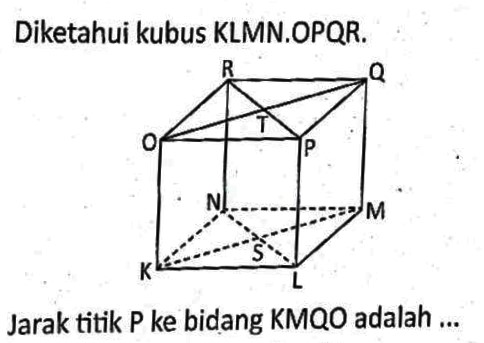 Diketahui kubus KLMN.OPQR.
R
Q
T
O
P
N
M
S
K
L
Jarak titik P ke bidang KMQO adalah ...